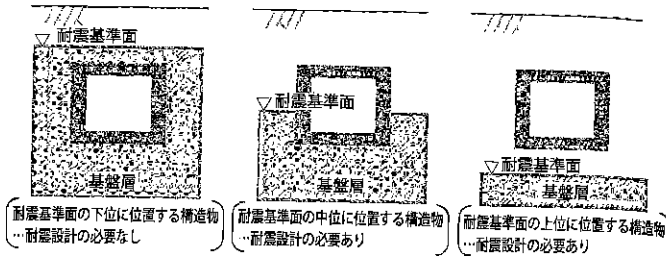 ▽ 耐震基準面
基盤層
耐震基準面の下位に位置する構造物
…耐震設計の必要なし
▽ 耐震基準面
基盤層
耐震基準面の中位に位置する構造物
…耐震設計の必要あり
▽ 耐震基準面
基盤層
耐震基準面の上位に位置する構造物
…耐震設計の必要あり